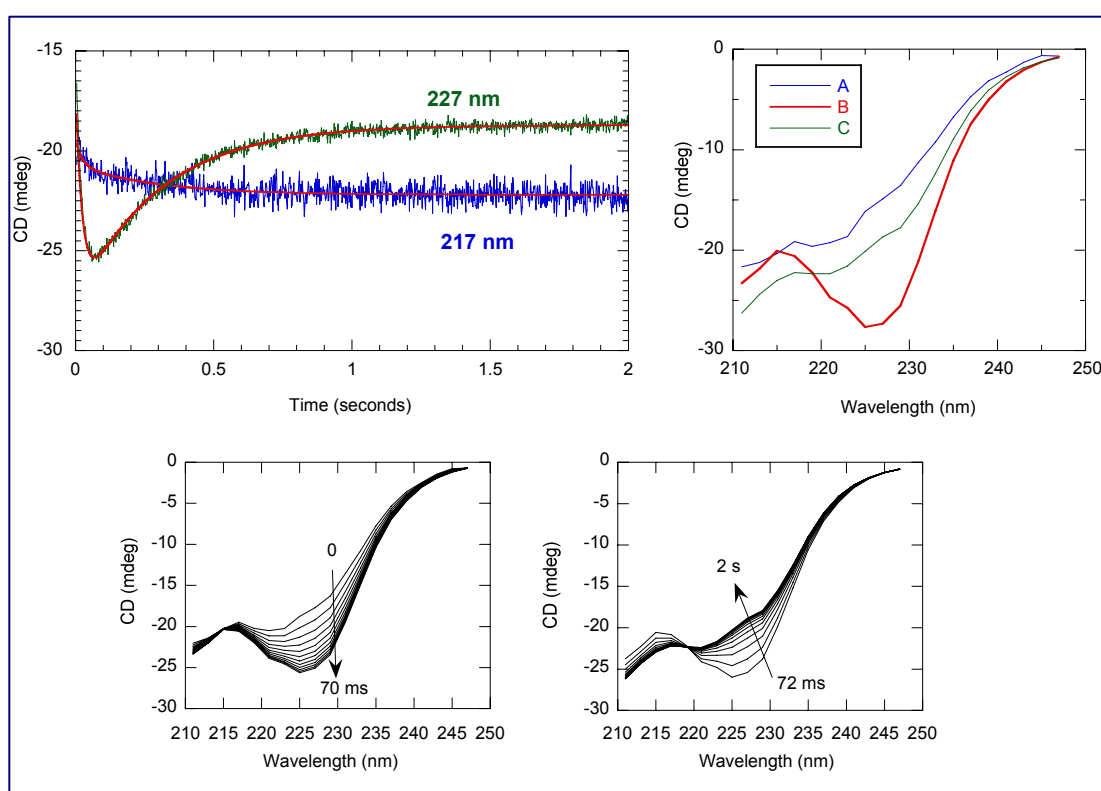 -15
-20
-25
-30
CD (mdeg)
227 nm
217 nm
0 0.5 1 1.5 2
Time (seconds)
0
-10
-20
-30
CD (mdeg)
A
B
C
210 220 230 240 250
Wavelength (nm)
0
-5
-10
-15
-20
-25
-30
CD (mdeg)
0
70 ms
210 215 220 225 230 235 240 245 250
Wavelength (nm)
0
-5
-10
-15
-20
-25
-30
CD (mdeg)
2 s
72 ms
210 215 220 225 230 235 240 245 250
Wavelength (nm)